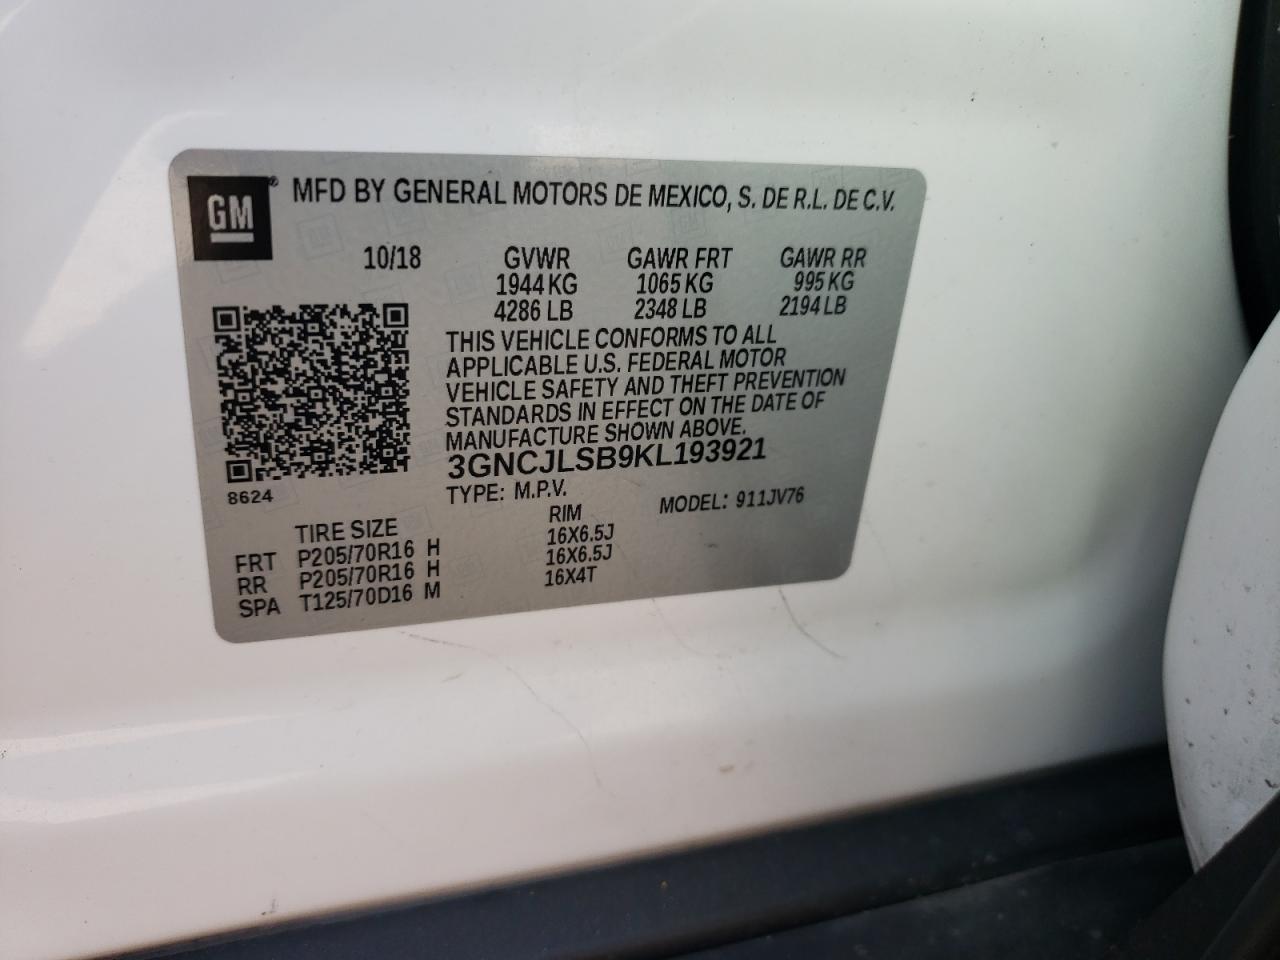 GM® MFD BY GENERAL MOTORS DE MEXICO, S. DE R.L. DE C.V.
10/18 GVWR GAWR FRT GAWR RR
1944 KG 1065 KG 995 KG
4286 LB 2348 LB 2194 LB
THIS VEHICLE CONFORMS TO ALL
APPLICABLE U.S. FEDERAL MOTOR
VEHICLE SAFETY AND THEFT PREVENTION
STANDARDS IN EFFECT ON THE DATE OF
MANUFACTURE SHOWN ABOVE.
3GNCJLSB9KL193921
8624
TYPE: M.P.V. MODEL: 911JV76
TIRE SIZE RIM
FRT P205/70R16 H 16X6.5J
RR P205/70R16 H 16X6.5J
SPA T125/70D16 M 16X4T